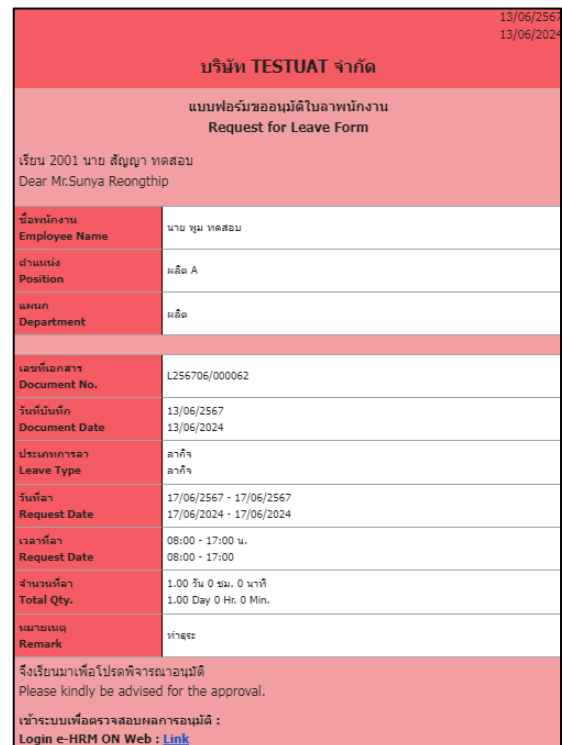 13/06/2567
13/06/2024
บริษัท TESTUAT จำกัด
แบบฟอร์มขออนุมัติใบลาพนักงาน
Request for Leave Form
เรียน 2001 นาย สัญญา ทดสอบ
Dear Mr.Sunya Reongthip
ชื่อพนักงาน
Employee Name
นาย พุม ทดสอบ
ตำแหน่ง
Position
ผลิต A
แผนก
Department
ผลิต
เลขที่เอกสาร
Document No.
L256706/000062
วันที่บันทึก
Document Date
13/06/2567
13/06/2024
ประเภทการลา
Leave Type
ลากิจ
ลากิจ
วันที่ลา
Request Date
17/06/2567 - 17/06/2567
17/06/2024 - 17/06/2024
เวลาที่ลา
Request Date
08:00 - 17:00 น.
08:00 - 17:00
จำนวนที่ลา
Total Qty.
1.00 วัน 0 ชม. 0 นาที
1.00 Day 0 Hr. 0 Min.
หมายเหตุ
Remark
ทำธุระ
จึงเรียนมาเพื่อโปรดพิจารณาอนุมัติ
Please kindly be advised for the approval.
เข้าระบบเพื่อตรวจสอบผลการอนุมัติ :
Login e-HRM ON Web : Link